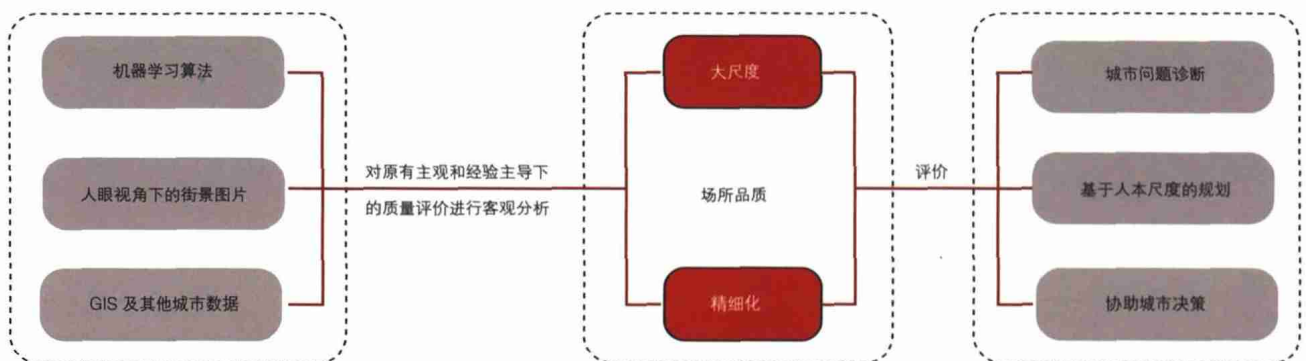 机器学习算法
人眼视角下的街景图片
GIS 及其他城市数据
对原有主观和经验主导下
的质量评价进行客观分析
大尺度
场所品质
精细化
评价
城市问题诊断
基于人本尺度的规划
协助城市决策